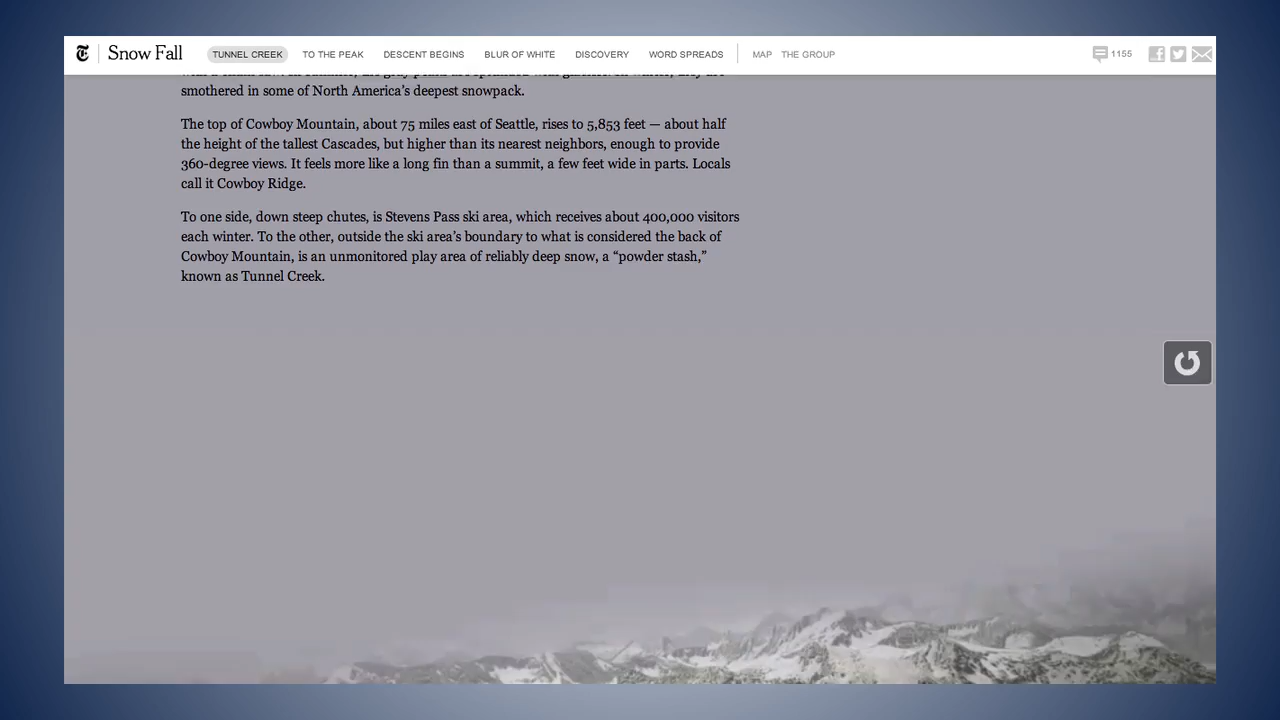 Snow Fall
TUNNEL CREEK
TO THE PEAK
DESCENT BEGINS
BLUR OF WHITE
DISCOVERY
WORD SPREADS
MAP
THE GROUP
1155
smothered in some of North America’s deepest snowpack.
The top of Cowboy Mountain, about 75 miles east of Seattle, rises to 5,853 feet — about half
the height of the tallest Cascades, but higher than its nearest neighbors, enough to provide
360-degree views. It feels more like a long fin than a summit, a few feet wide in parts. Locals
call it Cowboy Ridge.
To one side, down steep chutes, is Stevens Pass ski area, which receives about 400,000 visitors
each winter. To the other, outside the ski area’s boundary to what is considered the back of
Cowboy Mountain, is an unmonitored play area of reliably deep snow, a “powder stash,”
known as Tunnel Creek.